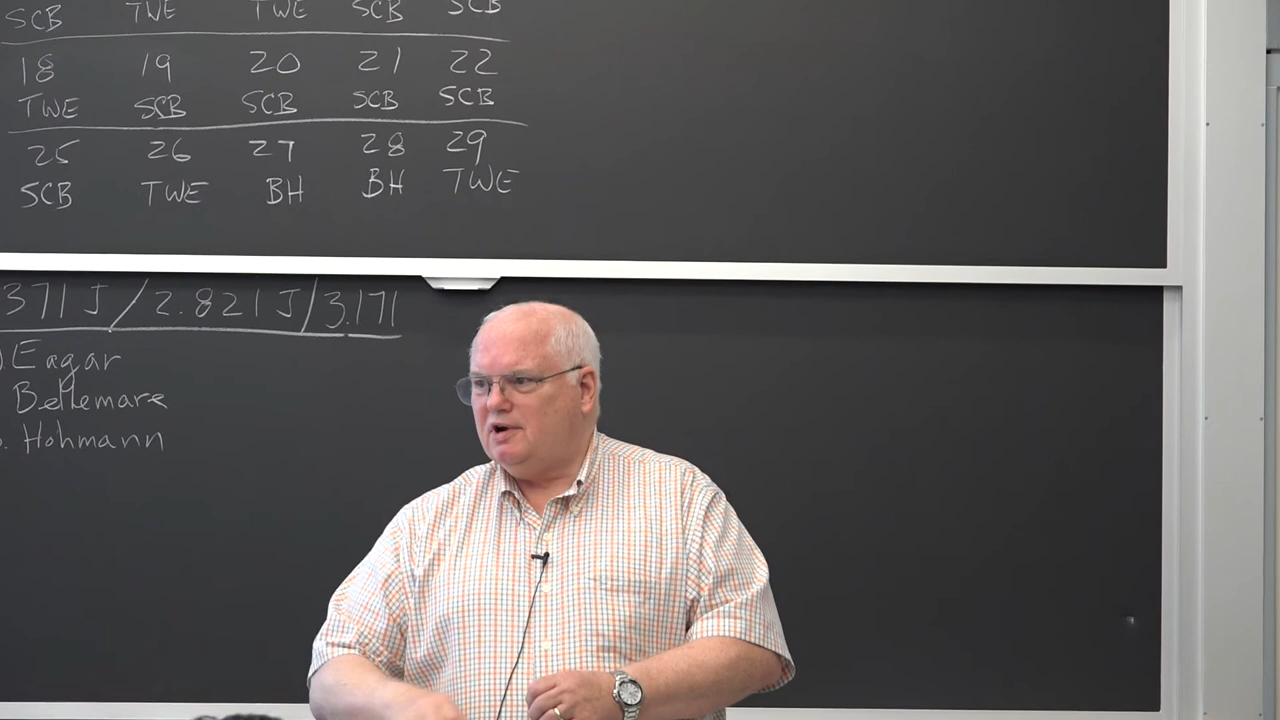 SCB TWE TWE SCB SCB
18 19 20 21 22
TWE SCB SCB SCB SCB
25 26 27 28 29
SCB TWE BH BH TWE
371 J / 2.821 J / 3.171
Eagar
Bellemare
. Hohmann